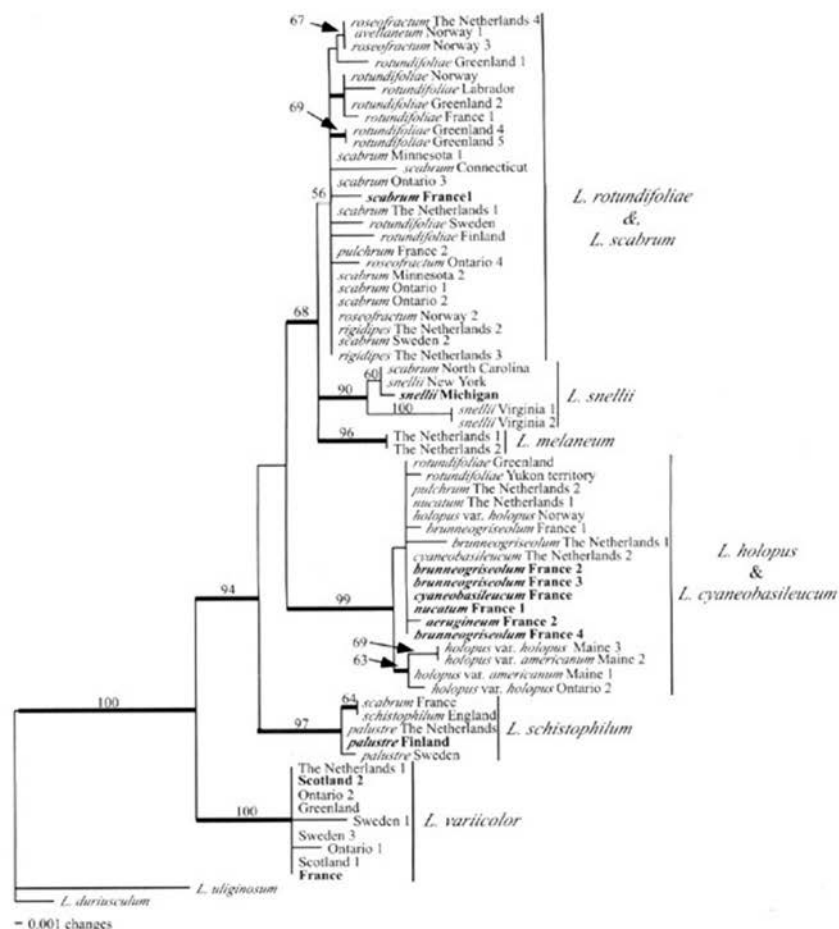 67
roseofractum The Netherlands 4
avellaneum Norway 1
roseofractum Norway 3
rotundifoliae Greenland 1
rotundifoliae Norway
rotundifoliae Labrador
rotundifoliae Greenland 2
rotundifoliae France 1
69
rotundifoliae Greenland 4
rotundifoliae Greenland 5
scabrum Minnesota 1
scabrum Connecticut
scabrum Ontario 3
56
scabrum France1
scabrum The Netherlands 1
rotundifoliae Sweden
rotundifoliae Finland
pulchrum France 2
roseofractum Ontario 4
scabrum Minnesota 2
scabrum Ontario 1
scabrum Ontario 2
roseofractum Norway 2
rigidipes The Netherlands 2
scabrum Sweden 2
rigidipes The Netherlands 3
L. rotundifoliae
&.
L. scabrum
68
scabrum North Carolina
60
snellii New York
90
snellii Michigan
100
snellii Virginia 1
snellii Virginia 2
L. snellii
96
The Netherlands 1
The Netherlands 2
L. melaneum
rotundifoliae Greenland
rotundifoliae Yukon territory
pulchrum The Netherlands 2
nucatum The Netherlands 1
holopus var. holopus Norway
brunneogriseolum France 1
brunneogriseolum The Netherlands 1
cyaneobasileucum The Netherlands 2
brunneogriseolum France 2
brunneogriseolum France 3
cyaneobasileucum France
99
nucatum France 1
aerugineum France 2
brunneogriseolum France 4
69
holopus var. holopus Maine 3
holopus var. americanum Maine 2
63
holopus var. americanum Maine 1
holopus var. holopus Ontario 2
L. holopus
&
L. cyaneobasileucum
94
64
scabrum France
schistophilum England
97
palustre The Netherlands
palustre Finland
palustre Sweden
L. schistophilum
100
The Netherlands 1
Scotland 2
Ontario 2
Greenland
100
Sweden 1
Sweden 3
Ontario 1
Scotland 1
France
L. variicolor
L. uliginosum
L. duriusculum
0.001 changes